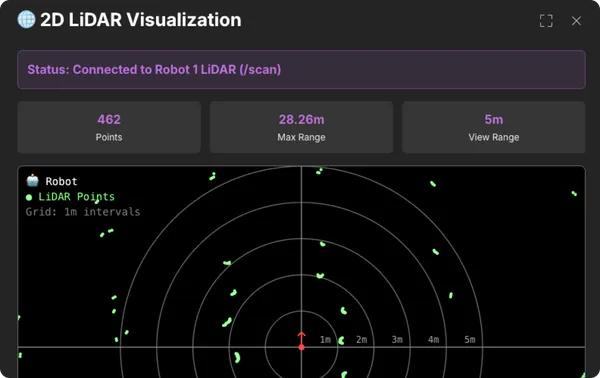 2D LiDAR Visualization
Status: Connected to Robot 1 LiDAR (/scan)
462
Points
28.26m
Max Range
5m
View Range
Robot
LiDAR Points
Grid: 1m intervals
1m 2m 3m 4m 5m